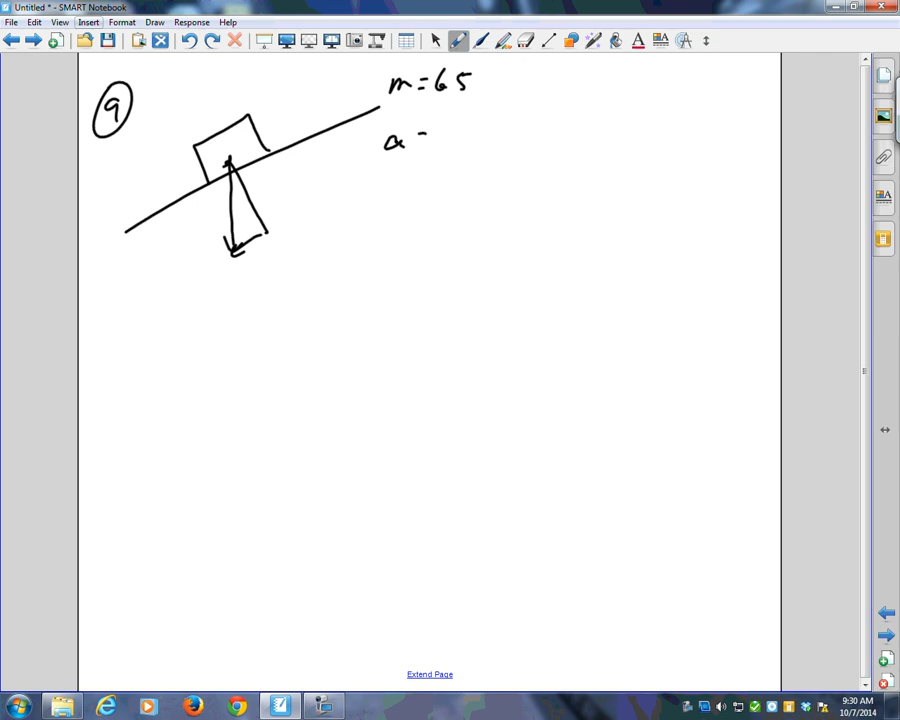 Untitled * - SMART Notebook
File Edit View Insert Format Draw Response Help
9
m = 65
a =
Extend Page
9:30 AM
10/7/2014